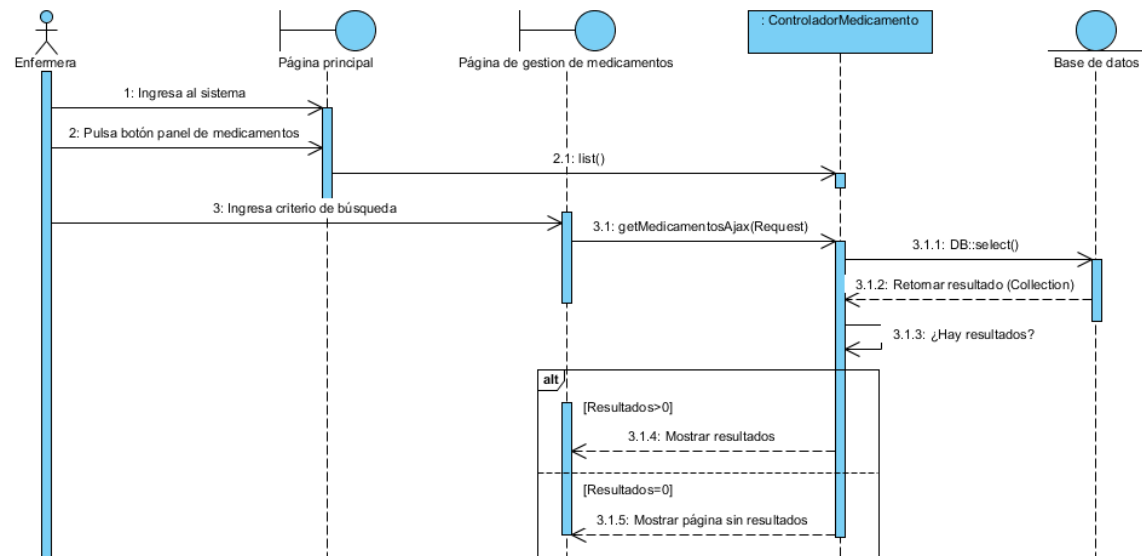 : ControladorMedicamento
Enfermera
Página principal
Página de gestion de medicamentos
Base de datos
1: Ingresa al sistema
2: Pulsa botón panel de medicamentos
2.1: list()
3: Ingresa criterio de búsqueda
3.1: getMedicamentosAjax(Request)
3.1.1: DB::select()
3.1.2: Retornar resultado (Collection)
3.1.3: ¿Hay resultados?
alt
[Resultados>0]
3.1.4: Mostrar resultados
[Resultados=0]
3.1.5: Mostrar página sin resultados